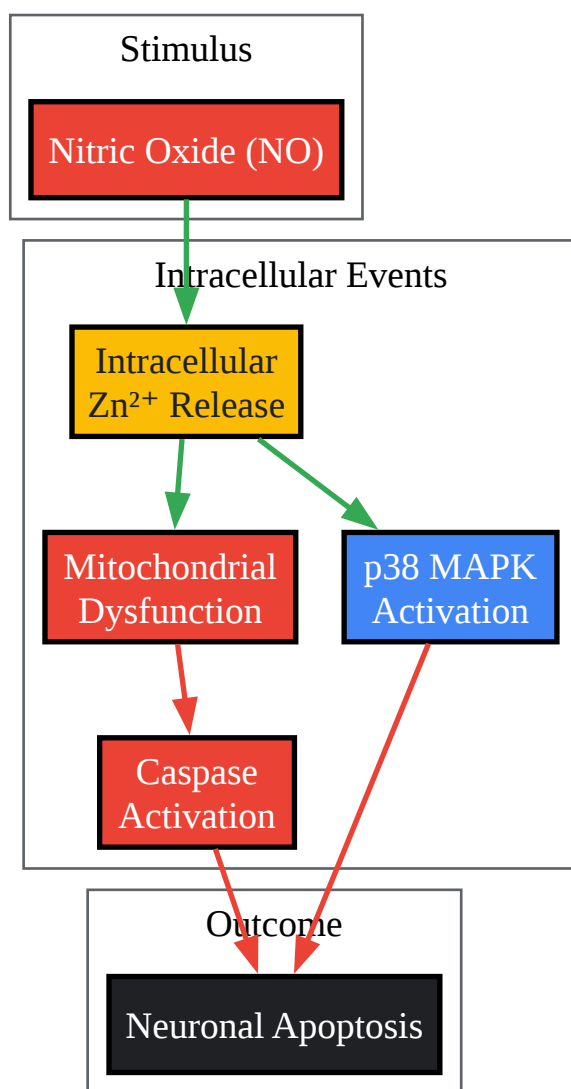 Stimulus
Nitric Oxide (NO)
Intracellular Events
Intracellular
Zn²⁺ Release
Mitochondrial
Dysfunction
p38 MAPK
Activation
Caspase
Activation
Outcome
Neuronal Apoptosis